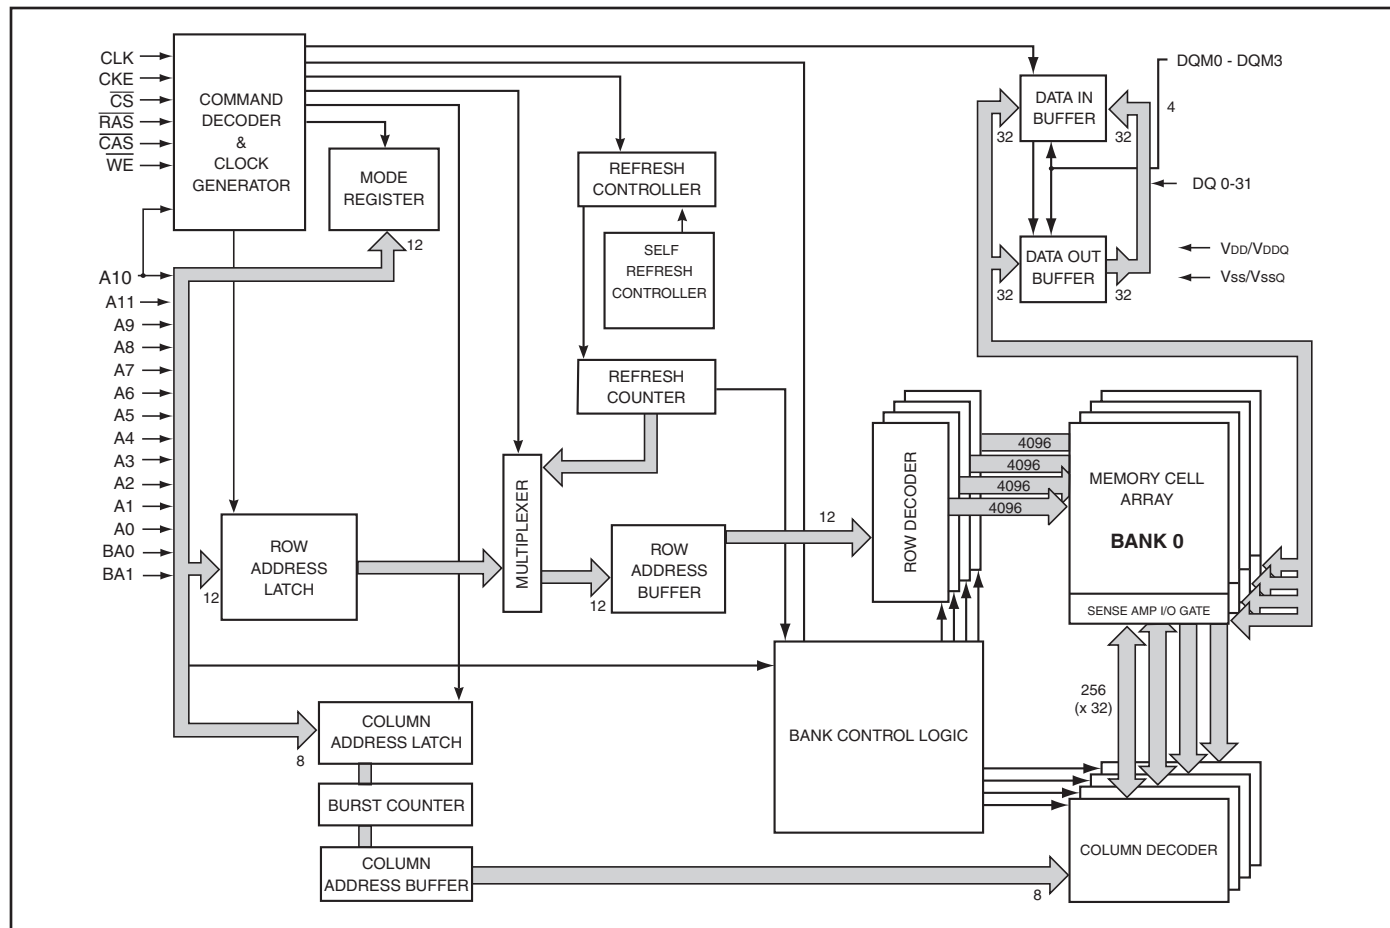 CLK
CKE
CS
RAS
CAS
WE
A10
A11
A9
A8
A7
A6
A5
A4
A3
A2
A1
A0
BA0
BA1
COMMAND
DECODER
&
CLOCK
GENERATOR
MODE
REGISTER
12
REFRESH
CONTROLLER
SELF
REFRESH
CONTROLLER
REFRESH
COUNTER
DATA IN
BUFFER
32
32
DQM0 - DQM3
4
DQ 0-31
DATA OUT
BUFFER
32
32
VDD/VDDQ
Vss/VssQ
12
ROW
ADDRESS
LATCH
MULTIPLEXER
12
ROW
ADDRESS
BUFFER
12
ROW DECODER
4096
4096
4096
4096
MEMORY CELL
ARRAY
BANK 0
SENSE AMP I/O GATE
256
(x 32)
BANK CONTROL LOGIC
8
COLUMN
ADDRESS LATCH
BURST COUNTER
COLUMN
ADDRESS BUFFER
8
COLUMN DECODER